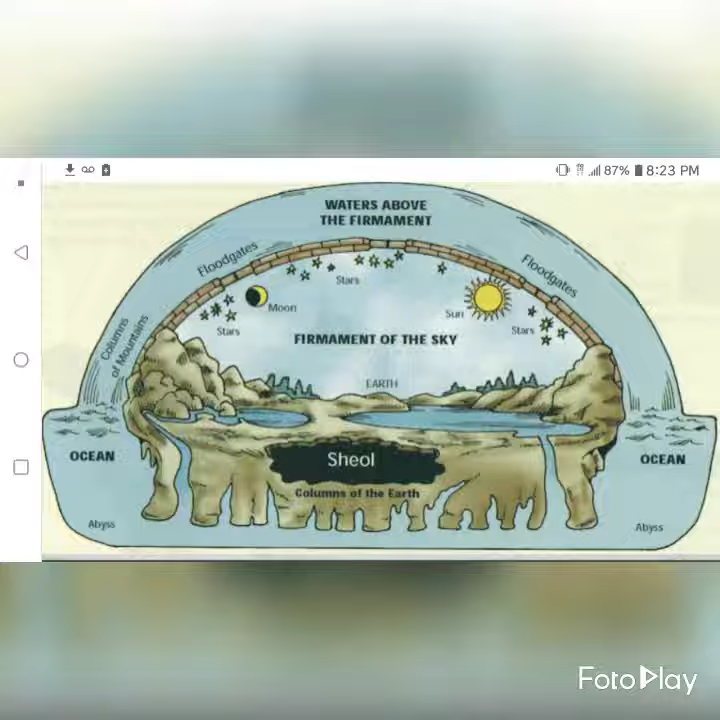 87% 8:23 PM
WATERS ABOVE
THE FIRMAMENT
Floodgates
Floodgates
Stars
Moon
Sun
Stars
Stars
Columns
of Mountains
FIRMAMENT OF THE SKY
EARTH
OCEAN
Sheol
OCEAN
Columns of the Earth
Abyss
Abyss
FotoPlay